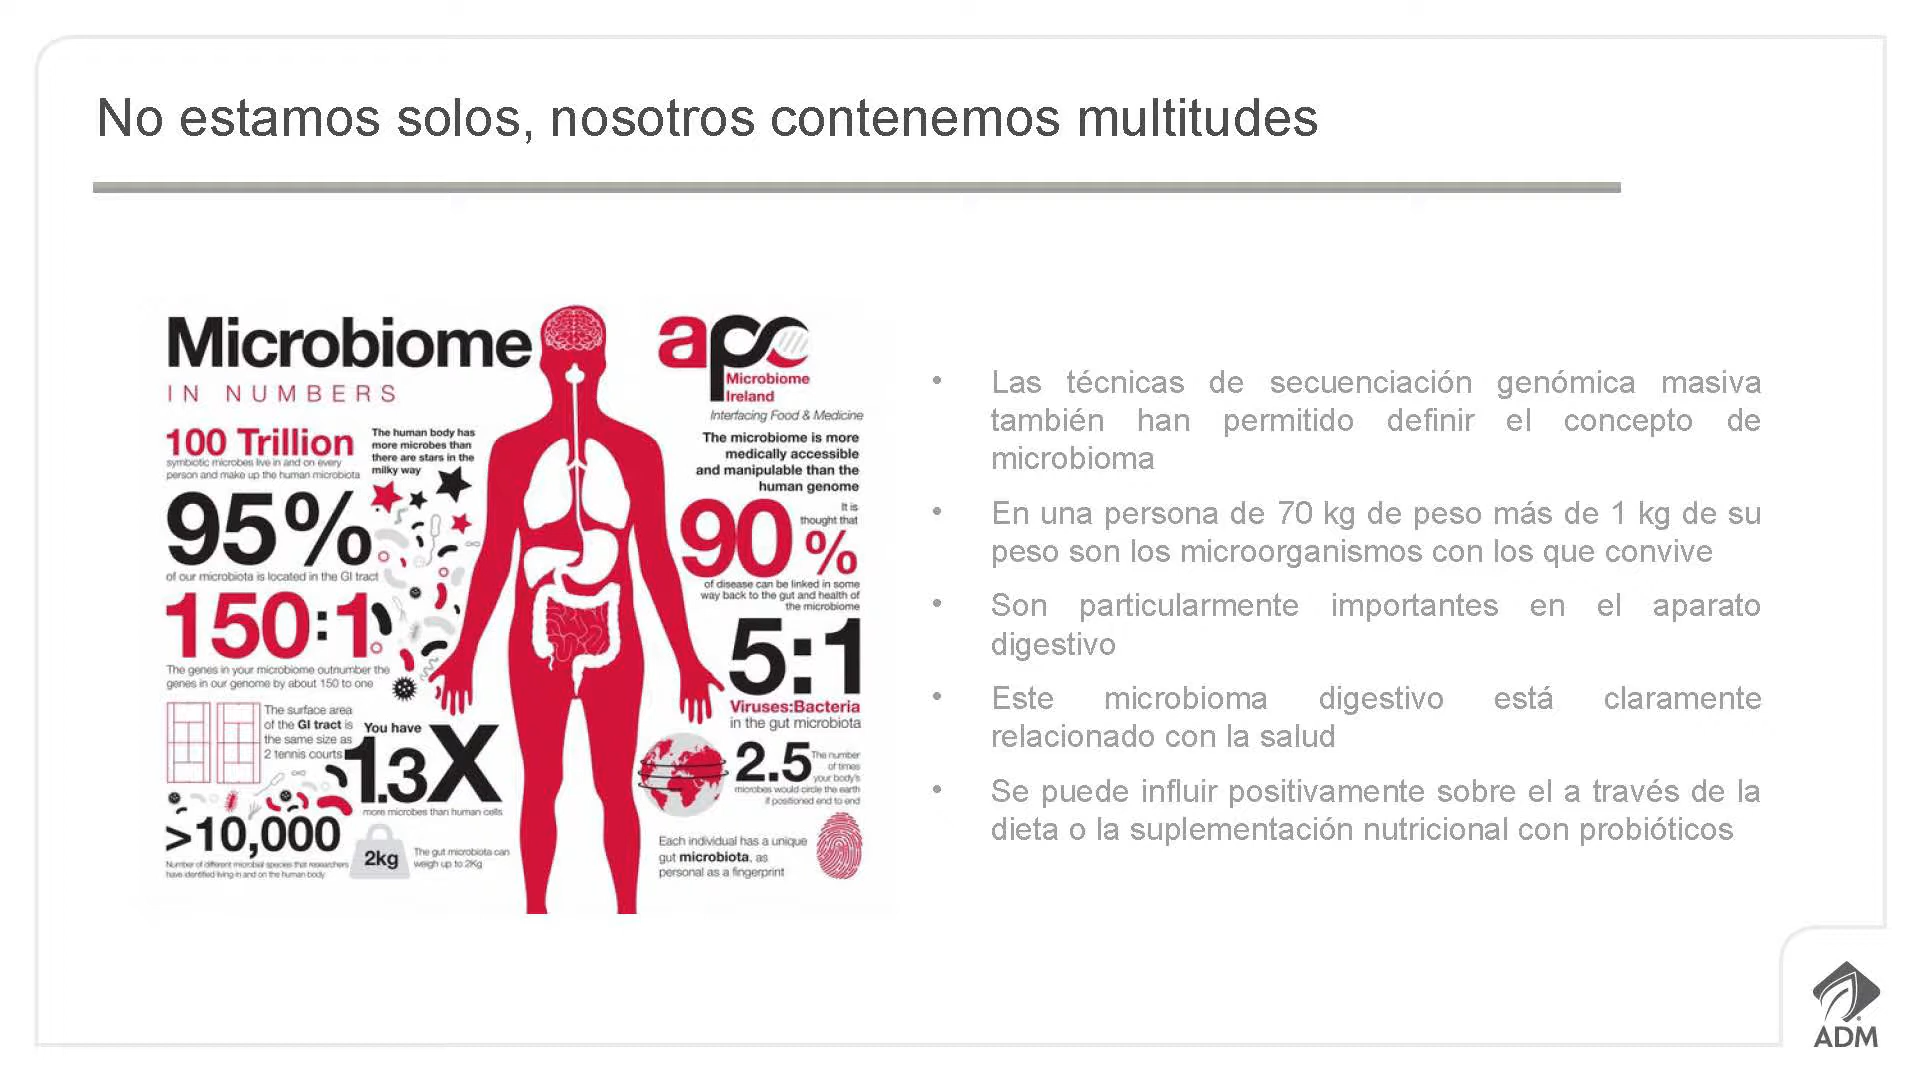 No estamos solos, nosotros contenemos multitudes
Microbiome
IN NUMBERS
100 Trillion
symbiotic microbes live in and on every
person and make up the human microbiota
The human body has
more microbes than
there are stars in the
milky way
95%
of our microbiota is located in the GI tract
150:1
The genes in your microbiome outnumber the
genes in our genome by about 150 to one
The surface area
of the GI tract is
the same size as
2 tennis courts
You have
1.3X
more microbes than human cells
>10,000
Number of different microbial species that researchers
have identified living in and on the human body
2kg
The gut microbiota can
weigh up to 2Kg
apc
Microbiome
Ireland
Interfacing Food & Medicine
The microbiome is more
medically accessible
and manipulable than the
human genome
90%
It is
thought that
of disease can be linked in some
way back to the gut and health of
the microbiome
5:1
Viruses:Bacteria
in the gut microbiota
2.5
The number
of times
your body's
microbes would circle the earth
if positioned end to end
Each individual has a unique
gut microbiota, as
personal as a fingerprint
• Las técnicas de secuenciación genómica masiva
también han permitido definir el concepto de
microbioma
• En una persona de 70 kg de peso más de 1 kg de su
peso son los microorganismos con los que convive
• Son particularmente importantes en el aparato
digestivo
• Este microbioma digestivo está claramente
relacionado con la salud
• Se puede influir positivamente sobre el a través de la
dieta o la suplementación nutricional con probióticos
ADM